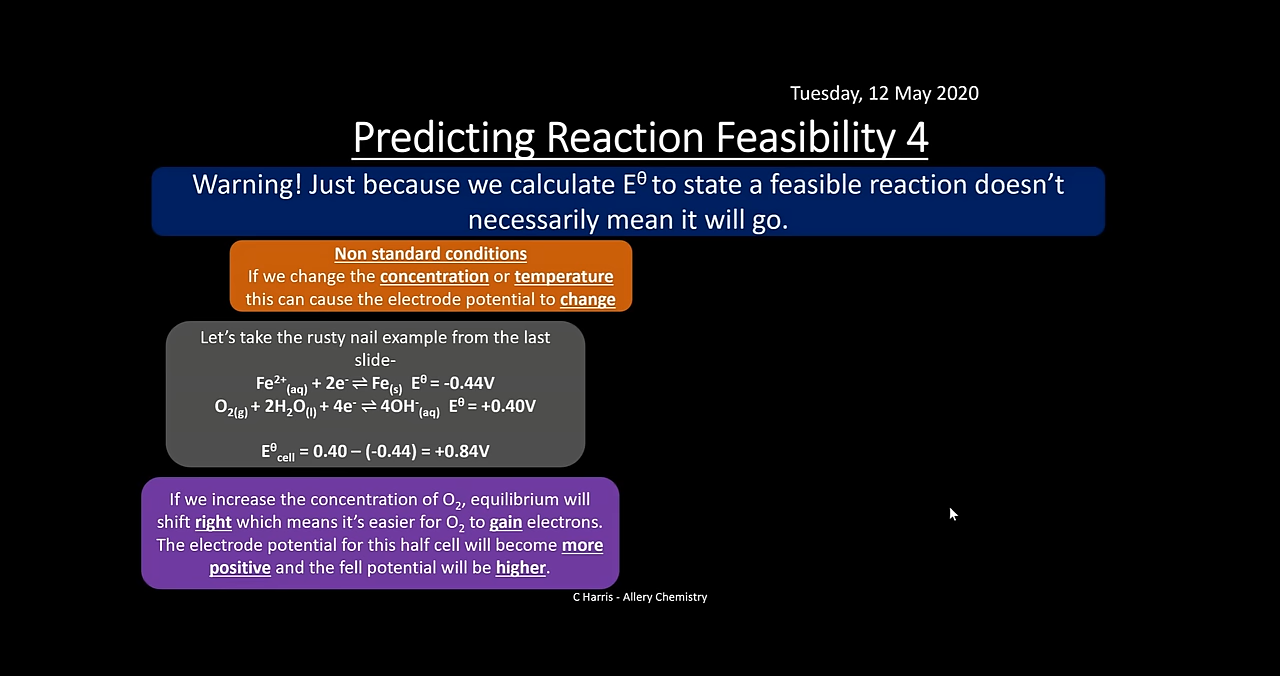 Tuesday, 12 May 2020
Predicting Reaction Feasibility 4
Warning! Just because we calculate Eᶿ to state a feasible reaction doesn’t
necessarily mean it will go.
Non standard conditions
If we change the concentration or temperature
this can cause the electrode potential to change
Let’s take the rusty nail example from the last
slide-
Fe²⁺(aq) + 2e⁻ ⇌ Fe(s) Eᶿ = -0.44V
O₂(g) + 2H₂O(l) + 4e⁻ ⇌ 4OH⁻(aq) Eᶿ = +0.40V
Eᶿcell = 0.40 – (-0.44) = +0.84V
If we increase the concentration of O₂, equilibrium will
shift right which means it’s easier for O₂ to gain electrons.
The electrode potential for this half cell will become more
positive and the fell potential will be higher.
C Harris - Allery Chemistry